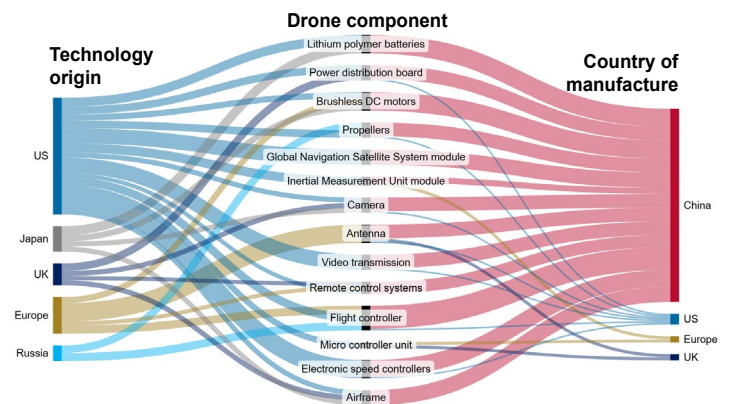 Drone component
Technology
origin
Country of
manufacture
Lithium polymer batteries
Power distribution board
Brushless DC motors
Propellers
Global Navigation Satellite System module
Inertial Measurement Unit module
Camera
Antenna
Video transmission
Remote control systems
Flight controller
Micro controller unit
Electronic speed controllers
Airframe
US
Japan
UK
Europe
Russia
China
US
Europe
UK